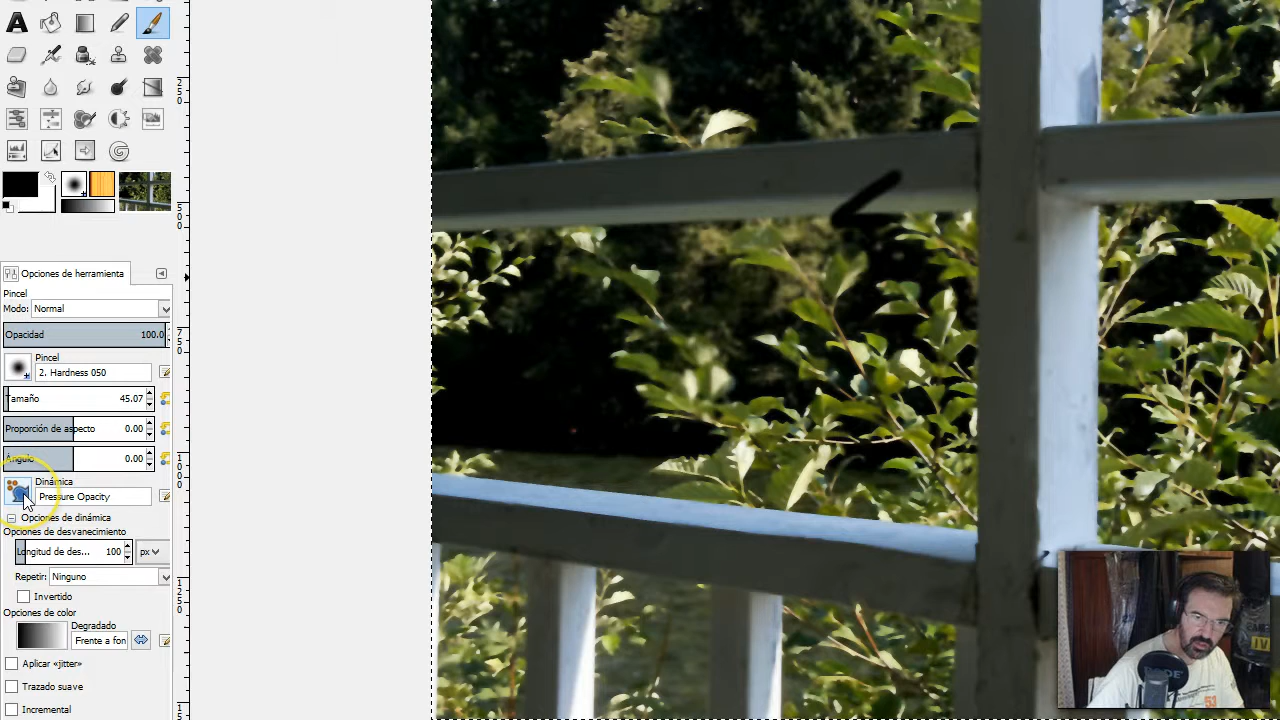 Opciones de herramienta
Pincel
Modo: Normal
Opacidad 100.0
Pincel
2. Hardness 050
Tamaño 45.07
Proporción de aspecto 0.00
Ángulo 0.00
Dinámica
Pressure Opacity
Opciones de dinámica
Opciones de desvanecimiento
Longitud de des... 100 px
Repetir: Ninguno
Invertido
Opciones de color
Degradado
Frente a fon
Aplicar «jitter»
Trazado suave
Incremental